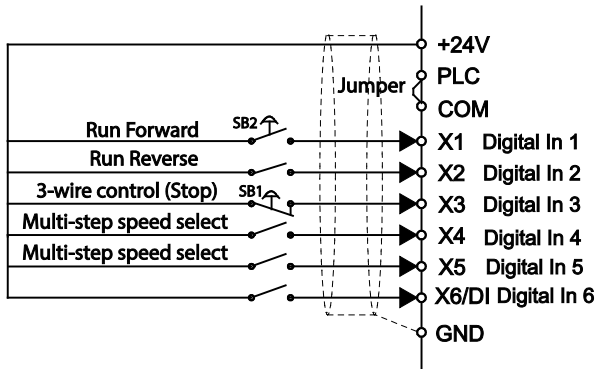 +24V
PLC
Jumper
COM
SB2
Run Forward
X1 Digital In 1
Run Reverse
X2 Digital In 2
3-wire control (Stop)
SB1
X3 Digital In 3
Multi-step speed select
X4 Digital In 4
Multi-step speed select
X5 Digital In 5
X6/DI Digital In 6
GND